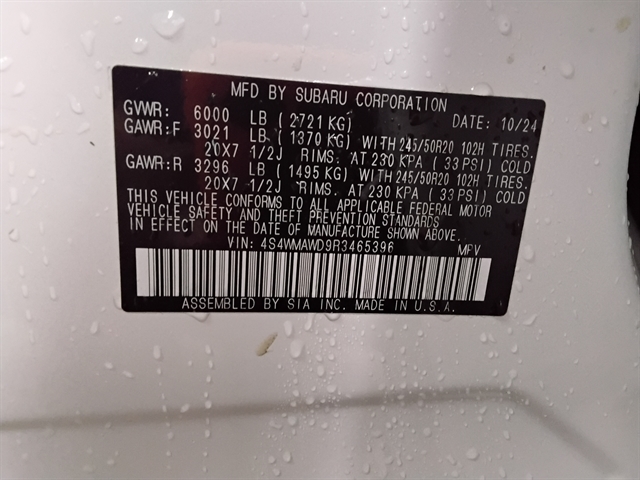 MFD BY SUBARU CORPORATION
GVWR: 6000 LB (2721 KG) DATE: 10/24
GAWR:F 3021 LB (1370 KG) WITH 245/50R20 102H TIRES.
20X7 1/2J RIMS. AT 230 KPA (33 PSI) COLD
GAWR:R 3296 LB (1495 KG) WITH 245/50R20 102H TIRES.
20X7 1/2J RIMS. AT 230 KPA (33 PSI) COLD
THIS VEHICLE CONFORMS TO ALL APPLICABLE FEDERAL MOTOR
VEHICLE SAFETY AND THEFT PREVENTION STANDARDS
IN EFFECT ON THE DATE OF MANUFACTURE SHOWN ABOVE.
VIN: 4S4WMAWD9R3465396 MPV
ASSEMBLED BY SIA INC. MADE IN U.S.A.